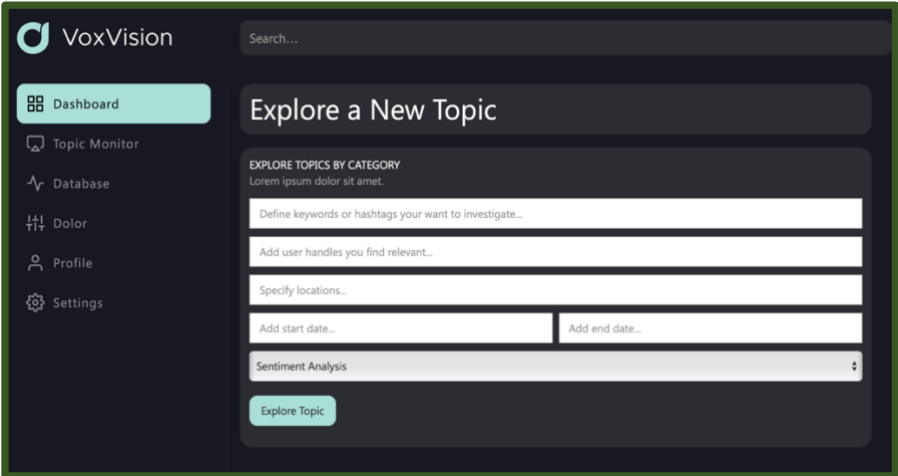 VoxVision
Search...
Dashboard
Topic Monitor
Database
Dolor
Profile
Settings
Explore a New Topic
EXPLORE TOPICS BY CATEGORY
Lorem ipsum dolor sit amet.
Define keywords or hashtags your want to investigate...
Add user handles you find relevant...
Specify locations...
Add start date...
Add end date...
Sentiment Analysis
Explore Topic